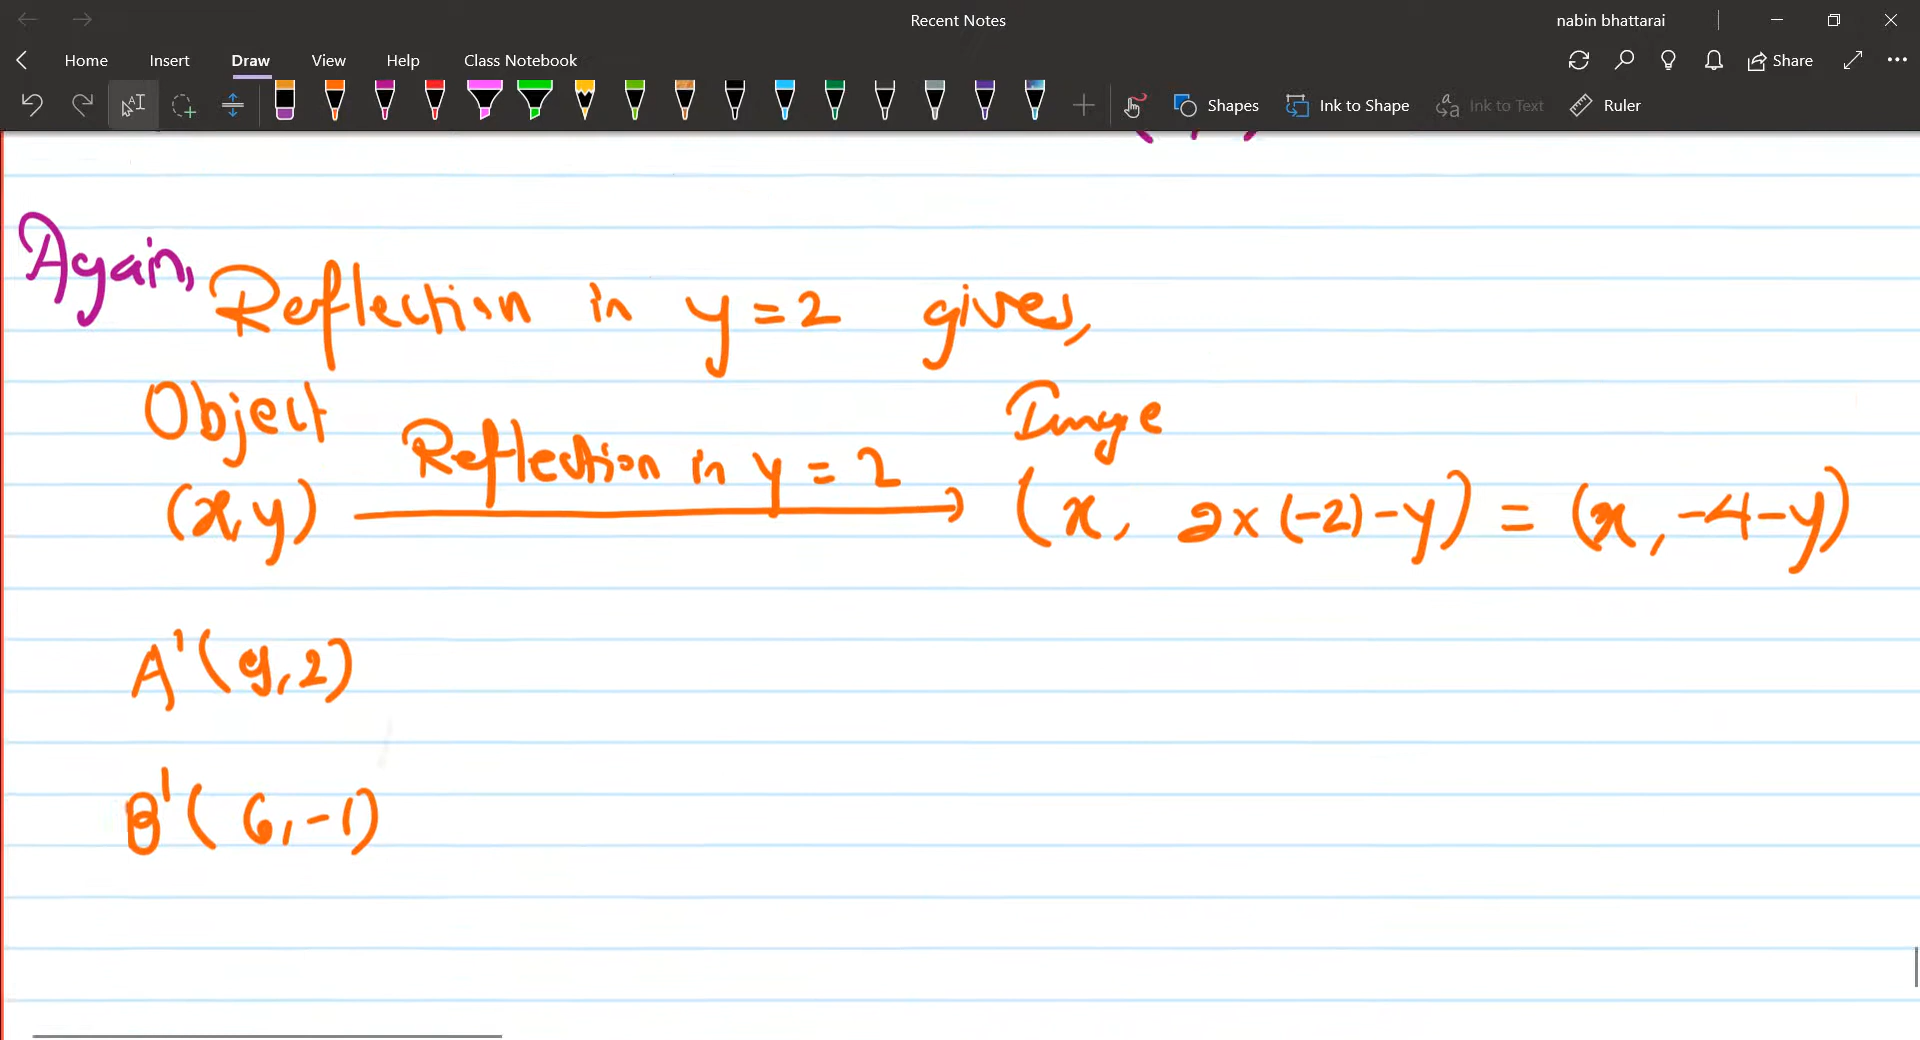 Recent Notes
nabin bhattarai
Home Insert Draw View Help Class Notebook
Share
Shapes Ink to Shape Ink to Text Ruler
Again, Reflection in y = 2 gives,
Object Image
Reflection in y = 2
(x, y) (x, 2 x (-2) - y) = (x, -4 - y)
A' (9, 2)
B' ( 6, -1)